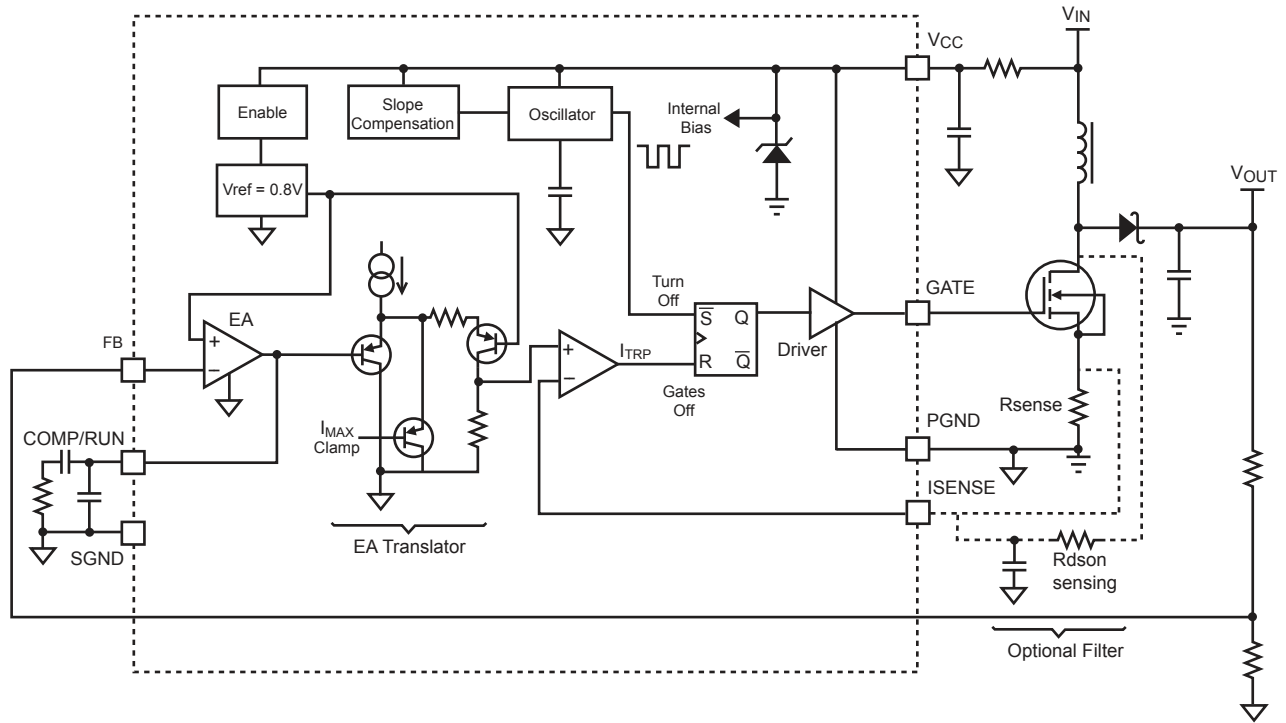 VIN
VCC
Enable
Slope
Compensation
Oscillator
Internal
Bias
Vref = 0.8V
VOUT
EA
FB
Turn
Off
GATE
S Q
R Q
Driver
ITRP
Gates
Off
Rsense
PGND
COMP/RUN
IMAX
Clamp
ISENSE
SGND
EA Translator
Rdson
sensing
Optional Filter